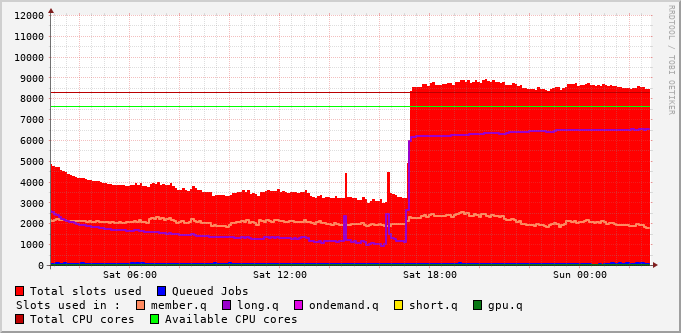 RRDTOOL / TOBI OETIKER
12000
11000
10000
9000
8000
7000
6000
5000
4000
3000
2000
1000
0
Sat 06:00 Sat 12:00 Sat 18:00 Sun 00:00
Total slots used Queued Jobs
Slots used in : member.q long.q ondemand.q short.q gpu.q
Total CPU cores Available CPU cores